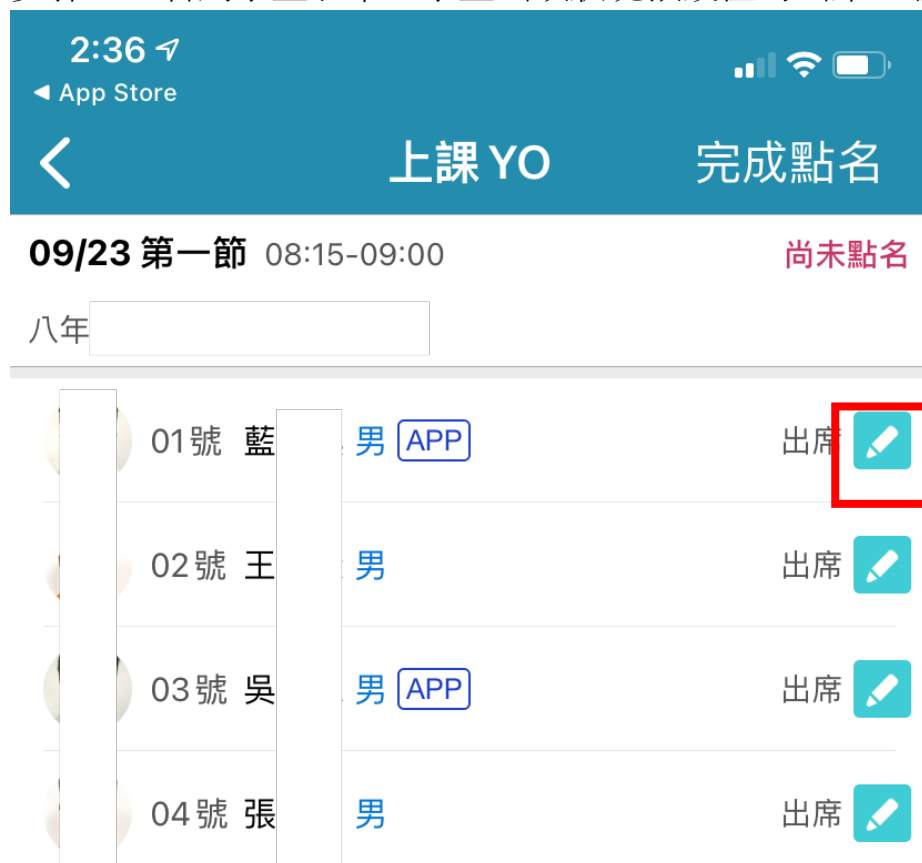 2:36
App Store
上課 YO 完成點名
09/23 第一節 08:15-09:00 尚未點名
八年
01號 藍 男 APP 出席
02號 王 男 出席
03號 吳 男 APP 出席
04號 張 男 出席